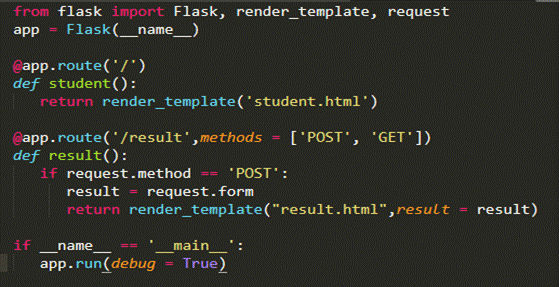 from flask import Flask, render_template, request
app = Flask(__name__)
@app.route('/')
def student():
return render_template('student.html')
@app.route('/result',methods = ['POST', 'GET'])
def result():
if request.method == 'POST':
result = request.form
return render_template("result.html",result = result)
if __name__ == '__main__':
app.run(debug = True)